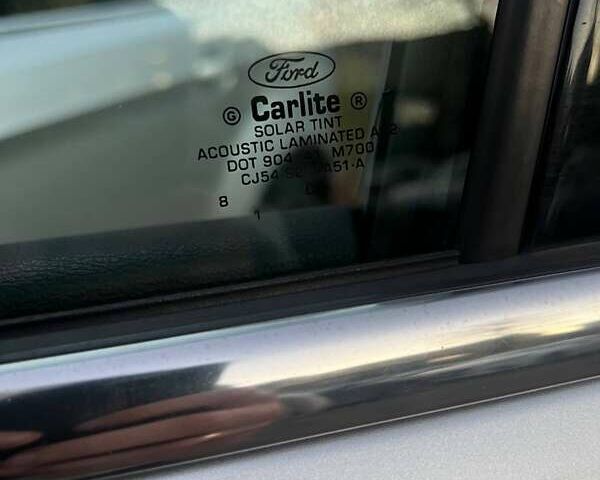 Ford
G Carlite ®
SOLAR TINT
ACOUSTIC LAMINATED
DOT 904 M700
CJ54
8
1